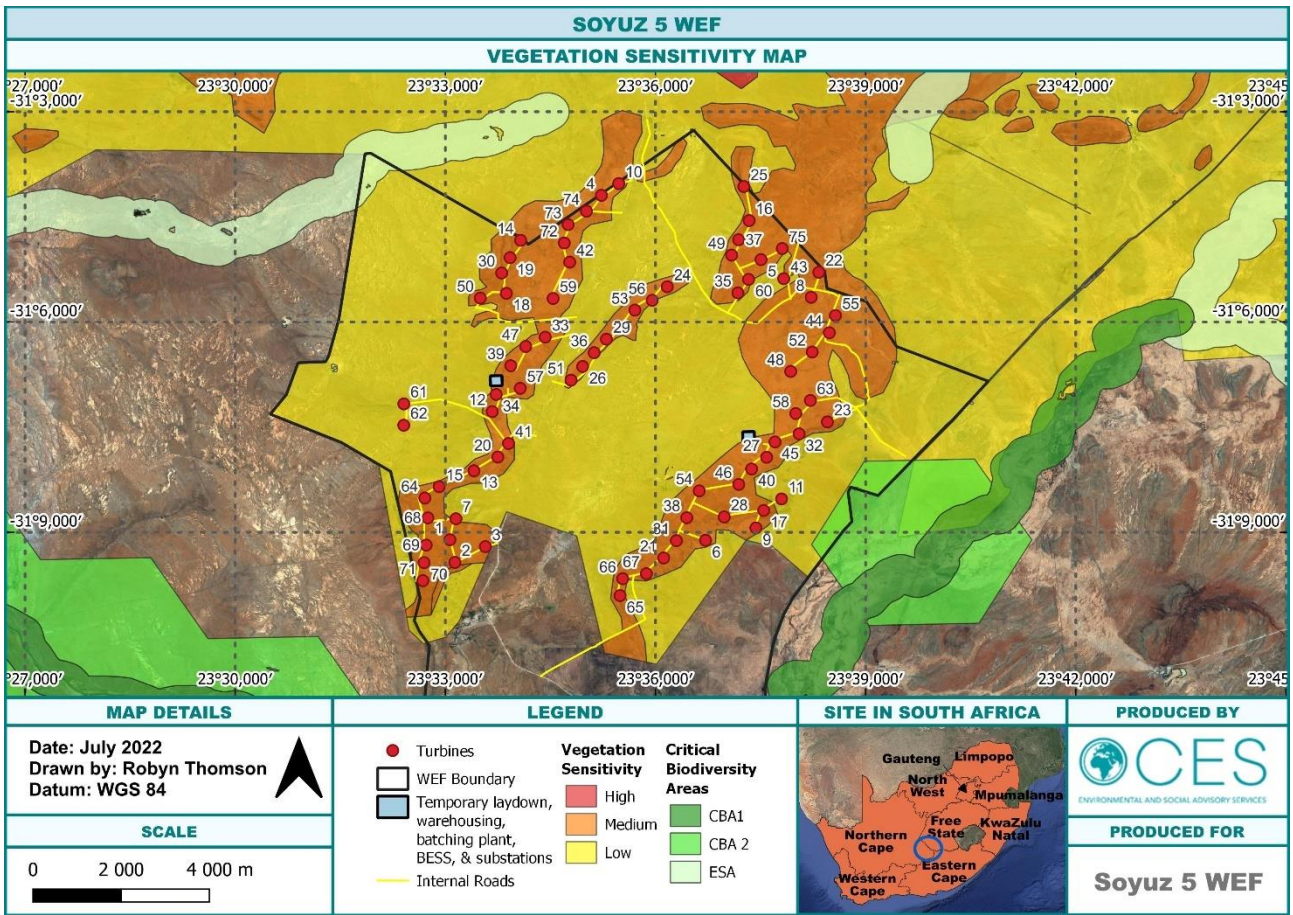 SOYUZ 5 WEF
VEGETATION SENSITIVITY MAP
27°,000' 23°30,000' 23°33,000' 23°36,000' 23°39,000' 23°42,000' 23°45
-31°3,000' -31°3,000'
10
4
74
73
72
14
42
30
19
50
18
59
25
16
49
37
75
35
5
60
43
8
22
55
44
52
48
24
56
53
29
36
26
51
33
47
39
57
12
34
61
62
41
20
13
15
64
68
7
1
3
2
69
71
70
63
58
23
32
27
45
46
40
54
11
38
28
17
9
31
6
21
67
66
65
-31°6,000' -31°6,000'
-31°9,000' -31°9,000'
27°,000' 23°30,000' 23°33,000' 23°36,000' 23°39,000' 23°42,000' 23°45
MAP DETAILS
Date: July 2022
Drawn by: Robyn Thomson
Datum: WGS 84
SCALE
0 2 000 4 000 m
LEGEND
Turbines
WEF Boundary
Temporary laydown,
warehousing,
batching plant,
BESS, & substations
Internal Roads
Vegetation
Sensitivity
High
Medium
Low
Critical
Biodiversity
Areas
CBA1
CBA 2
ESA
SITE IN SOUTH AFRICA
Gauteng
Limpopo
North
West
Mpumalanga
Free
State
KwaZulu
Natal
Northern
Cape
Eastern
Cape
Western
Cape
PRODUCED BY
CES
ENVIRONMENTAL AND SOCIAL ADVISORY SERVICES
PRODUCED FOR
Soyuz 5 WEF